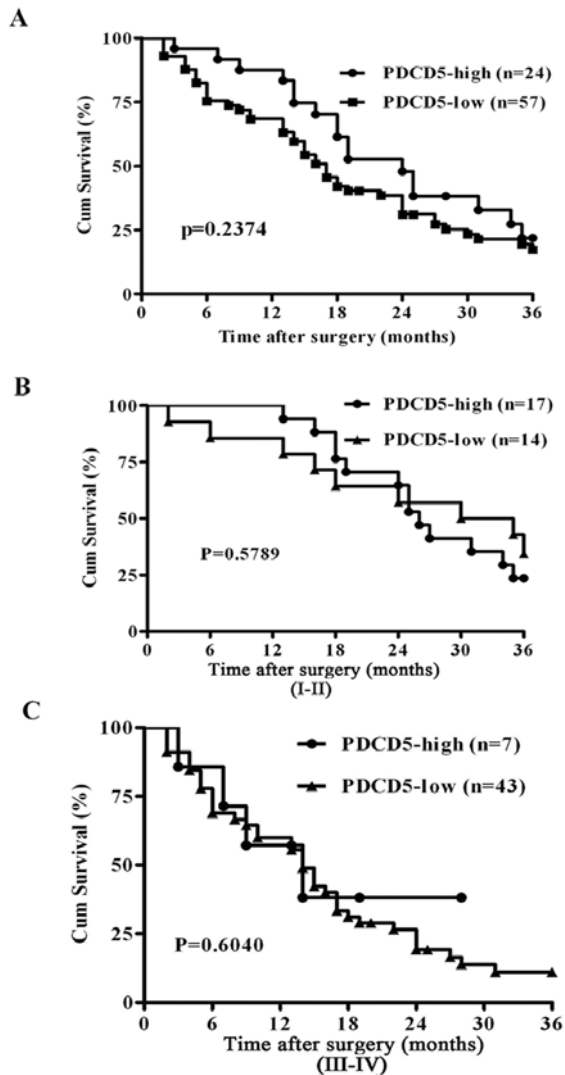 A
PDCD5-high (n=24)
PDCD5-low (n=57)
100
75
50
25
0
Cum Survival (%)
p=0.2374
0 6 12 18 24 30 36
Time after surgery (months)
B
PDCD5-high (n=17)
PDCD5-low (n=14)
100
75
50
25
0
Cum Survival (%)
P=0.5789
0 6 12 18 24 30 36
Time after surgery (months)
(I-II)
C
PDCD5-high (n=7)
PDCD5-low (n=43)
100
75
50
25
0
Cum Survival (%)
P=0.6040
0 6 12 18 24 30 36
Time after surgery (months)
(III-IV)